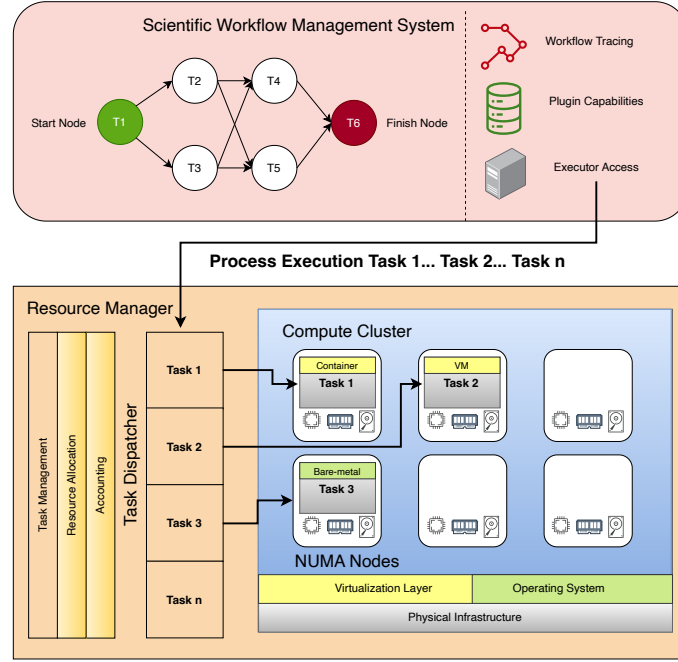 Scientific Workflow Management System
Start Node
T1
T2
T3
T4
T5
T6
Finish Node
Workflow Tracing
Plugin Capabilities
Executor Access
Process Execution Task 1... Task 2... Task n
Resource Manager
Task Management
Resource Allocation
Accounting
Task Dispatcher
Task 1
Task 2
Task 3
Task n
Compute Cluster
Container
Task 1
VM
Task 2
Bare-metal
Task 3
NUMA Nodes
Virtualization Layer
Operating System
Physical Infrastructure